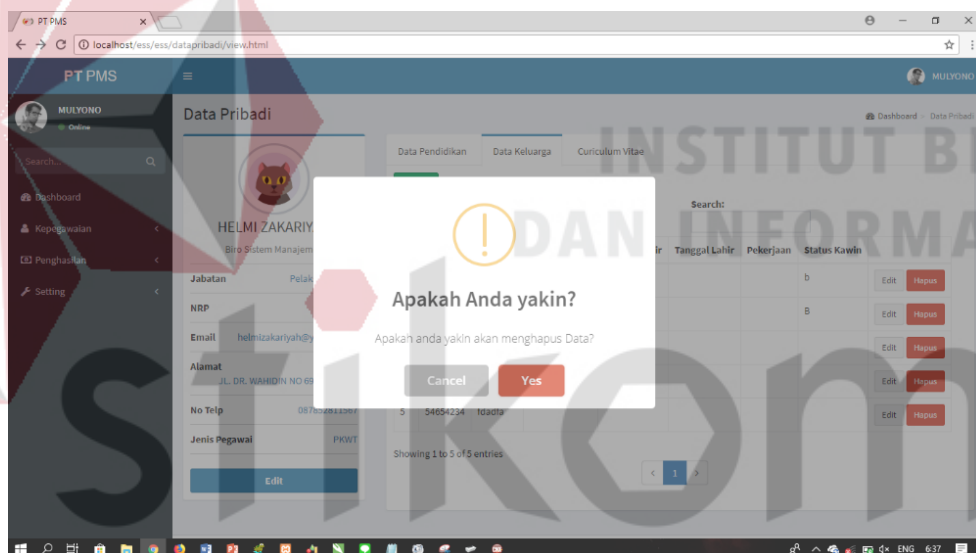 PT PMS
localhost/ess/ess/datapribadi/view.html
PT PMS
MULYONO
MULYONO
Online
Data Pribadi
Dashboard > Data Pribadi
Search...
Dashboard
Kepegawaian
Penghasilan
Setting
HELMI ZAKARIY
Biro Sistem Manajem
Jabatan Pelak
NRP
Email helmizakariyah@y
Alamat
JL. DR. WAHIDIN NO 69
No Telp 087852811567
Jenis Pegawai PKWT
Edit
Data Pendidikan Data Keluarga Curiculum Vitae
Search:
ir Tanggal Lahir Pekerjaan Status Kawin
b Edit Hapus
B Edit Hapus
Edit Hapus
Edit Hapus
5 54654234 fdadfa Edit Hapus
Showing 1 to 5 of 5 entries
< 1 >
Apakah Anda yakin?
Apakah anda yakin akan menghapus Data?
Cancel Yes
INSTITUT B
DAN INFORMA
stikom
ENG 6:37